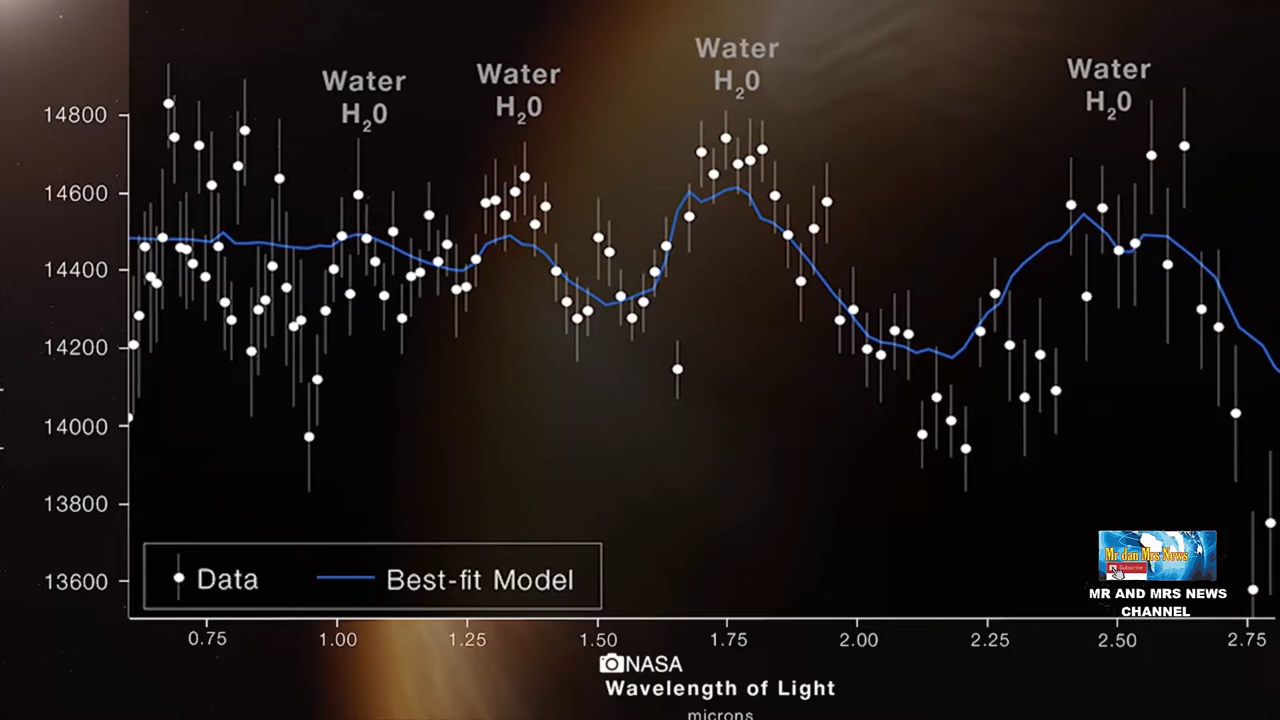 Water
H₂0
Water
H₂0
Water
H₂0
Water
H₂0
14800
14600
14400
14200
14000
13800
13600
Data
Best-fit Model
0.75
1.00
1.25
1.50
1.75
2.00
2.25
2.50
2.75
NASA
Wavelength of Light
microns
Mr dan Mrs News
Subscribe
MR AND MRS NEWS
CHANNEL